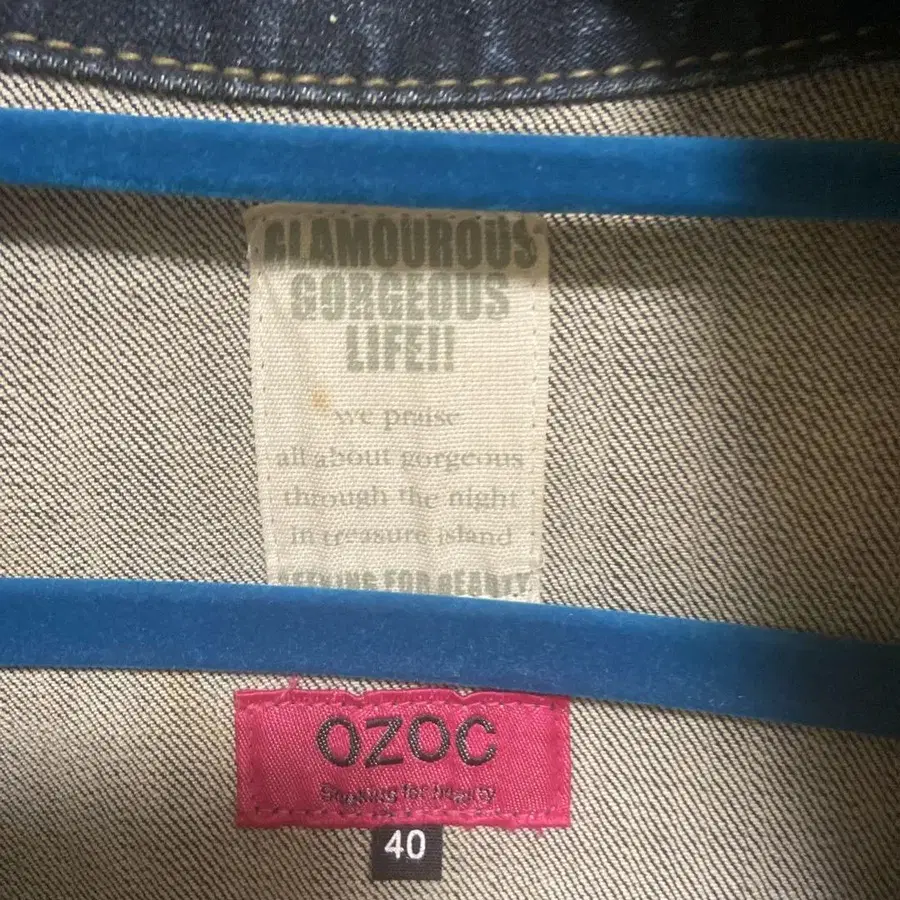 GLAMOUROUS
GORGEOUS
LIFE!!
we praise
all about gorgeous
through the night
in treasure island
SEEKING FOR BEAUTY
OZOC
Seeking for beauty
40